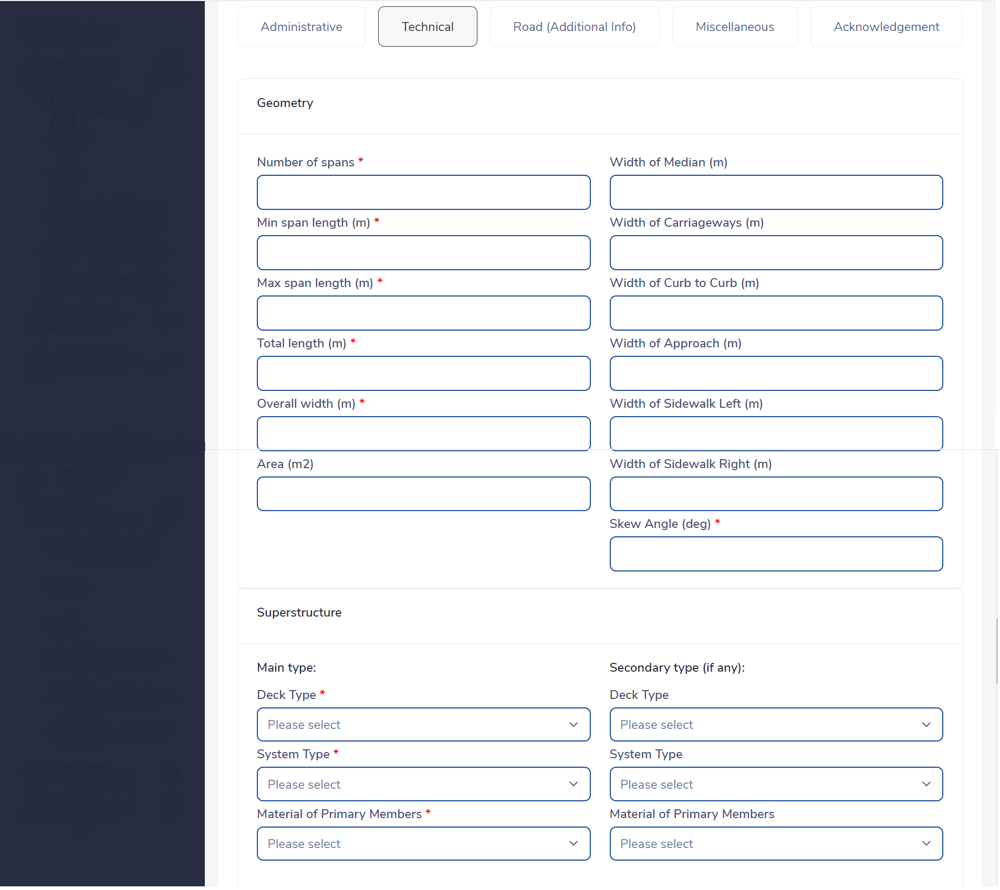 Administrative
Technical
Road (Additional Info)
Miscellaneous
Acknowledgement
Geometry
Number of spans *
Width of Median (m)
Min span length (m) *
Width of Carriageways (m)
Max span length (m) *
Width of Curb to Curb (m)
Total length (m) *
Width of Approach (m)
Overall width (m) *
Width of Sidewalk Left (m)
Area (m2)
Width of Sidewalk Right (m)
Skew Angle (deg) *
Superstructure
Main type:
Secondary type (if any):
Deck Type *
Deck Type
Please select
Please select
System Type *
System Type
Please select
Please select
Material of Primary Members *
Material of Primary Members
Please select
Please select